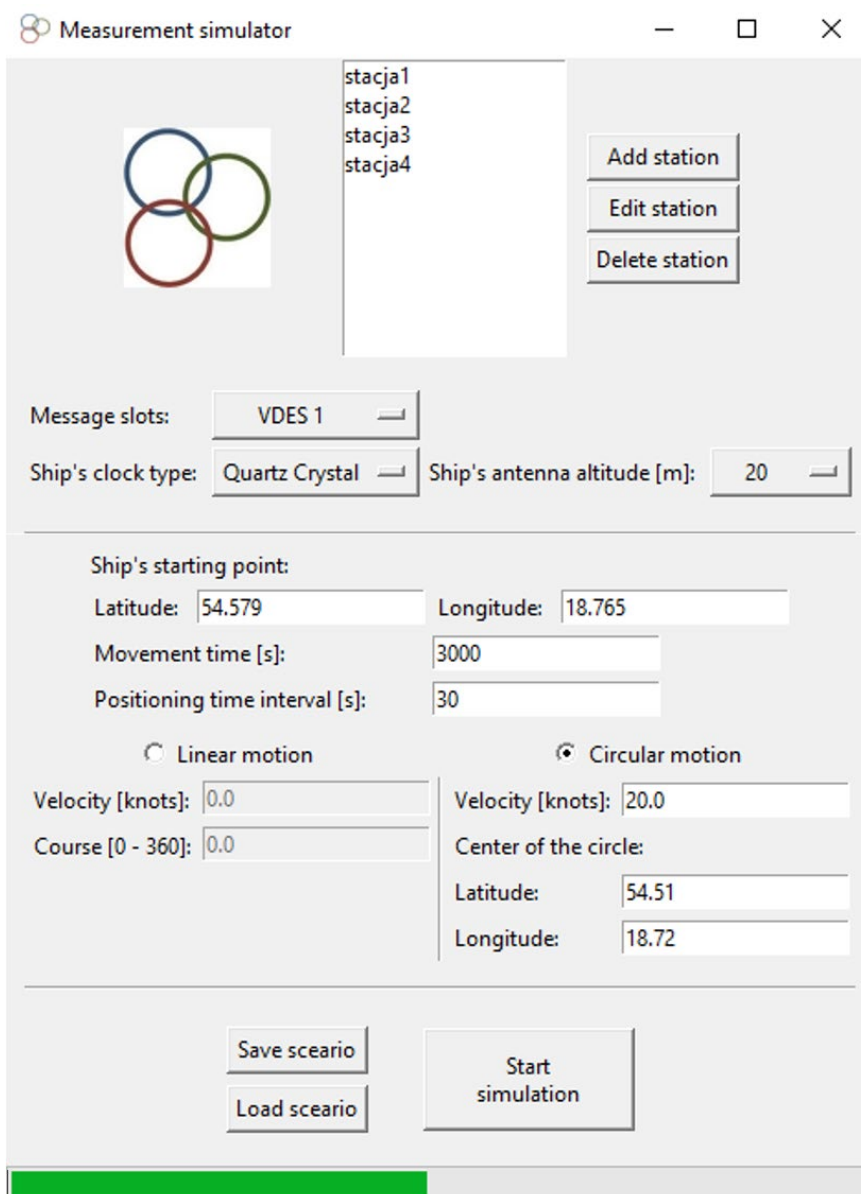 Measurement simulator
stacja1
stacja2
stacja3
stacja4
Add station
Edit station
Delete station
Message slots: VDES 1
Ship's clock type: Quartz Crystal Ship's antenna altitude [m]: 20
Ship's starting point:
Latitude: 54.579 Longitude: 18.765
Movement time [s]: 3000
Positioning time interval [s]: 30
Linear motion
Velocity [knots]: 0.0
Course [0 - 360]: 0.0
Circular motion
Velocity [knots]: 20.0
Center of the circle:
Latitude: 54.51
Longitude: 18.72
Save sceario
Load sceario
Start
simulation